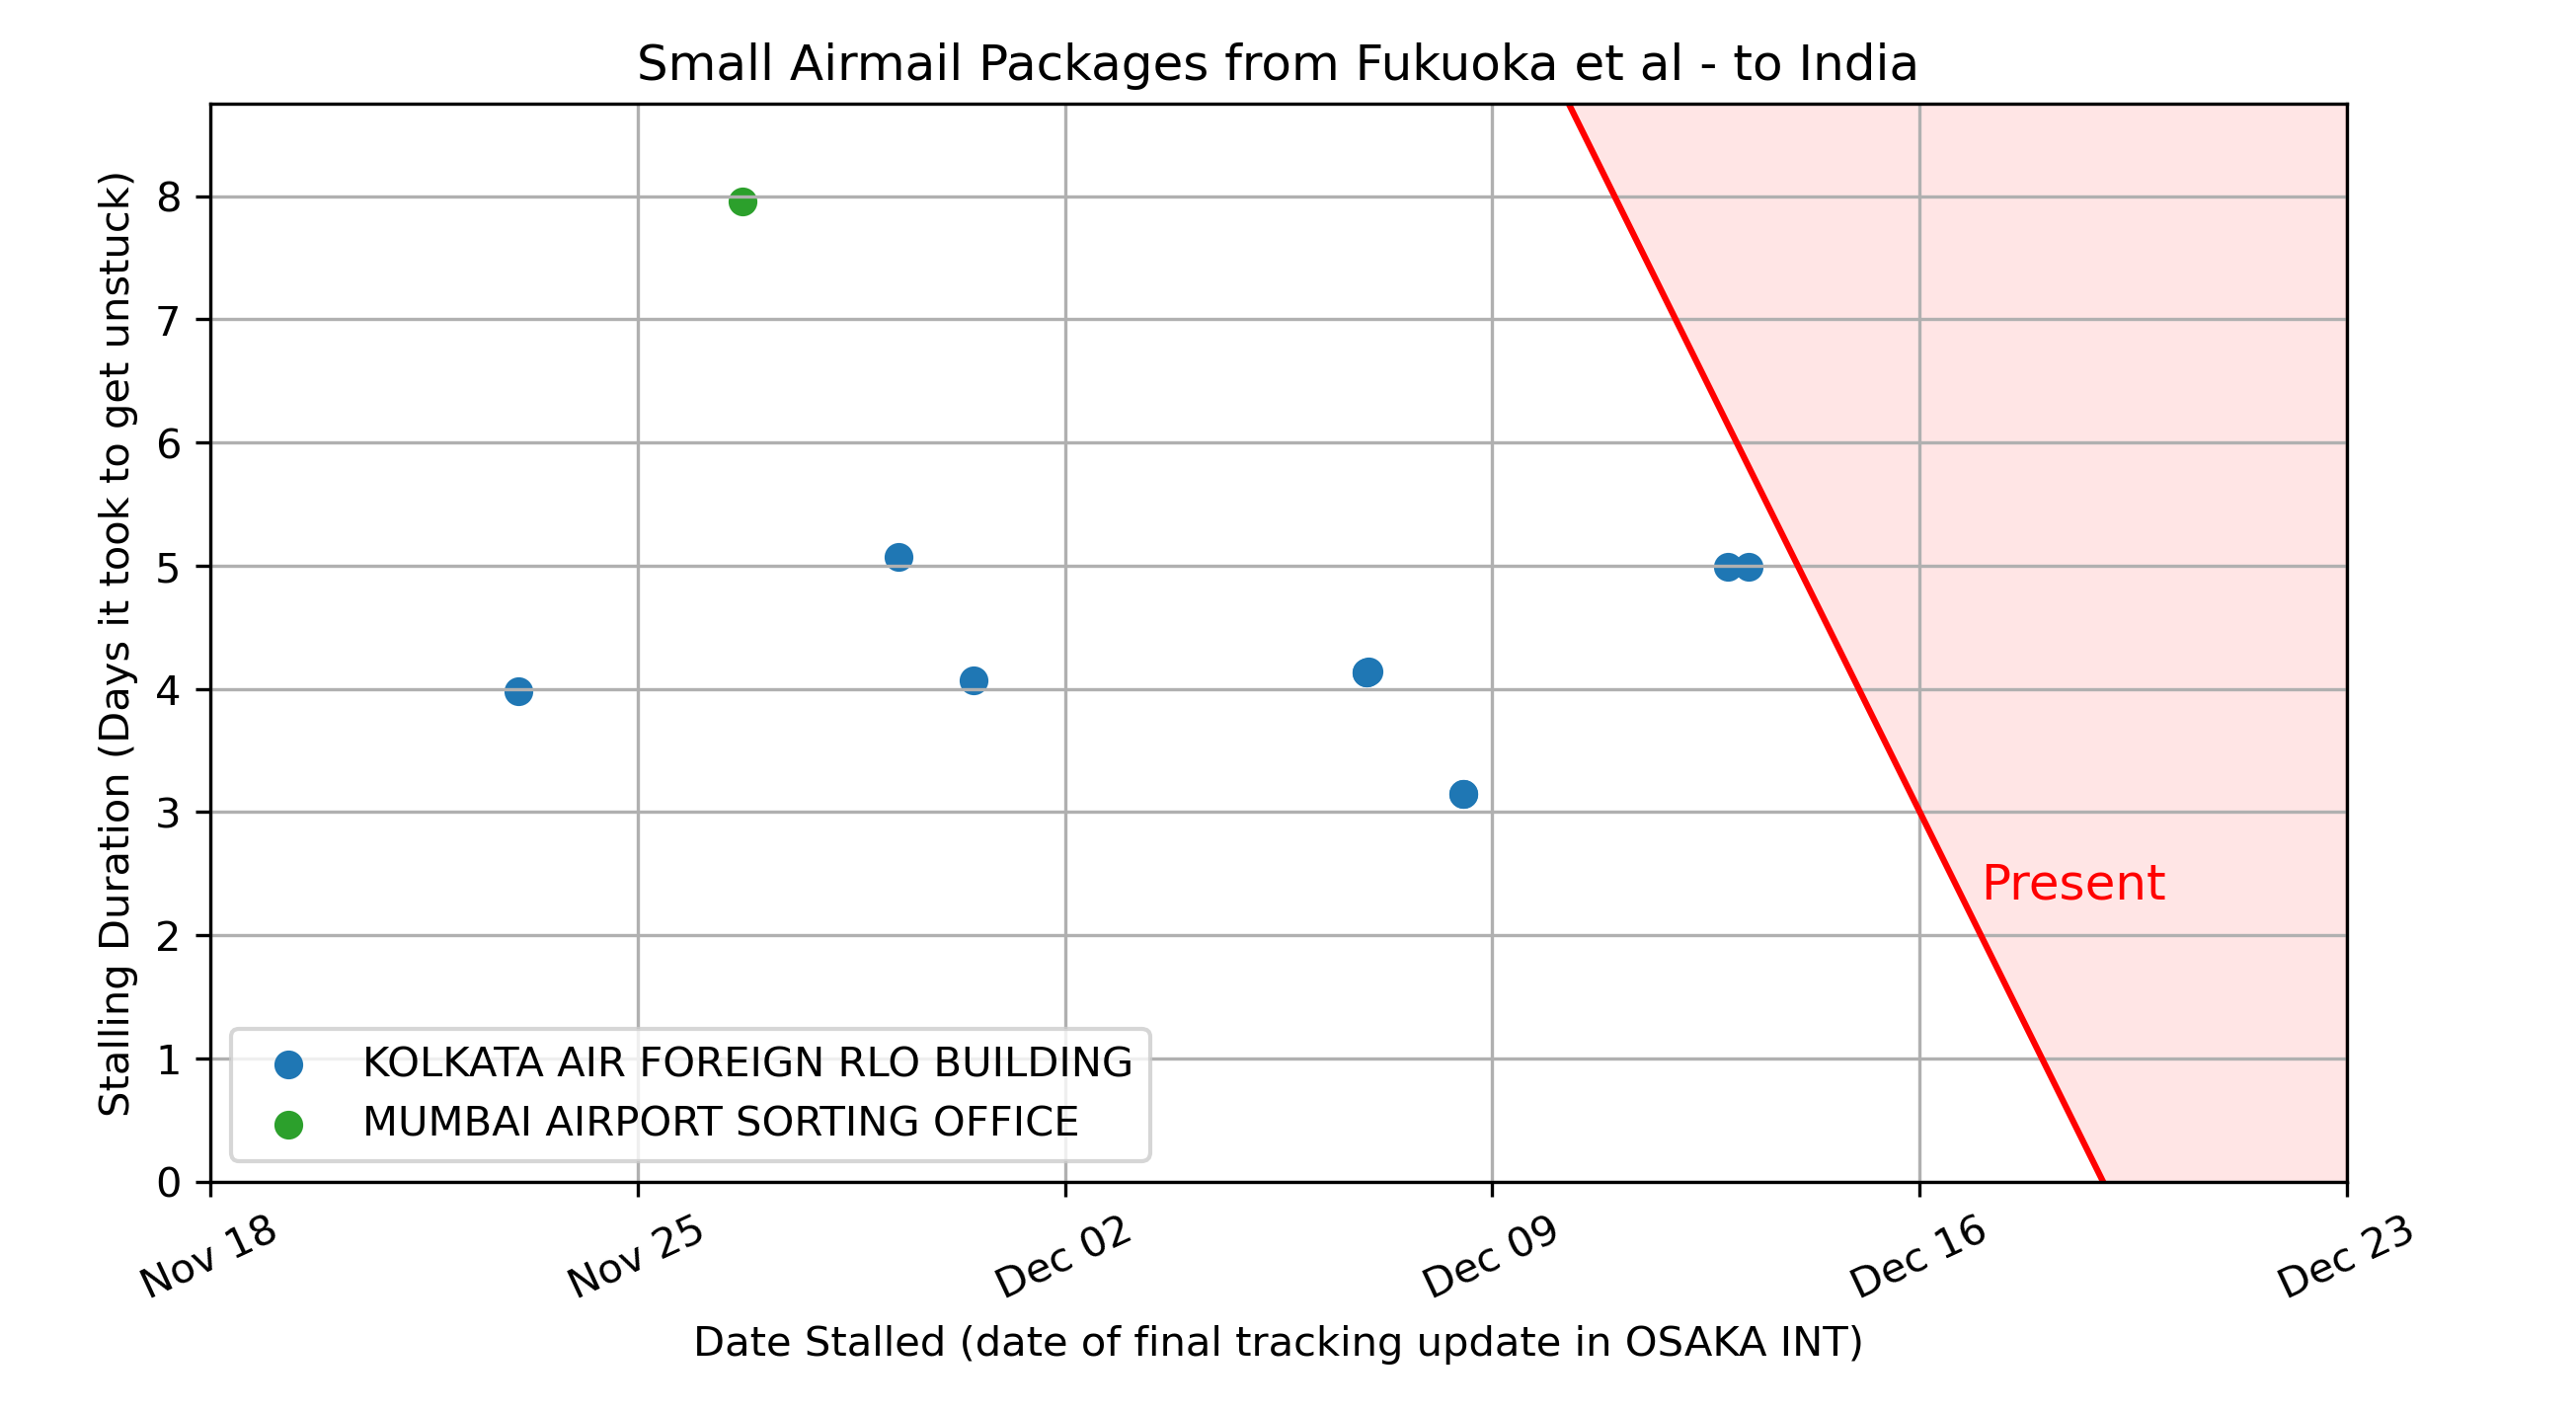 Small Airmail Packages from Fukuoka et al - to India
Stalling Duration (Days it took to get unstuck)
8
7
6
5
4
3
2
1
0
Present
KOLKATA AIR FOREIGN RLO BUILDING
MUMBAI AIRPORT SORTING OFFICE
Nov 18
Nov 25
Dec 02
Dec 09
Dec 16
Dec 23
Date Stalled (date of final tracking update in OSAKA INT)